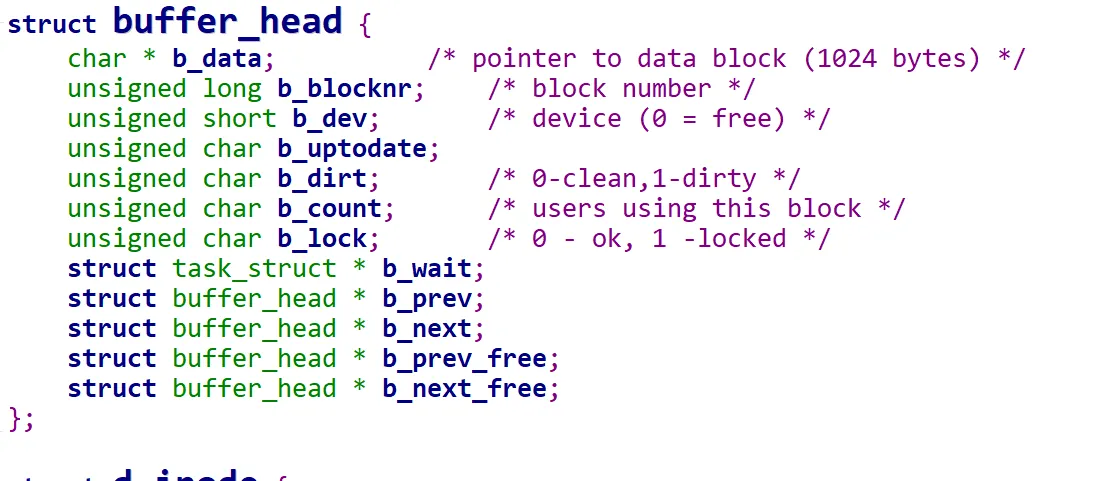 struct buffer_head {
    char * b_data;          /* pointer to data block (1024 bytes) */
    unsigned long b_blocknr;    /* block number */
    unsigned short b_dev;       /* device (0 = free) */
    unsigned char b_uptodate;
    unsigned char b_dirt;       /* 0-clean,1-dirty */
    unsigned char b_count;      /* users using this block */
    unsigned char b_lock;       /* 0 - ok, 1 -locked */
    struct task_struct * b_wait;
    struct buffer_head * b_prev;
    struct buffer_head * b_next;
    struct buffer_head * b_prev_free;
    struct buffer_head * b_next_free;
};